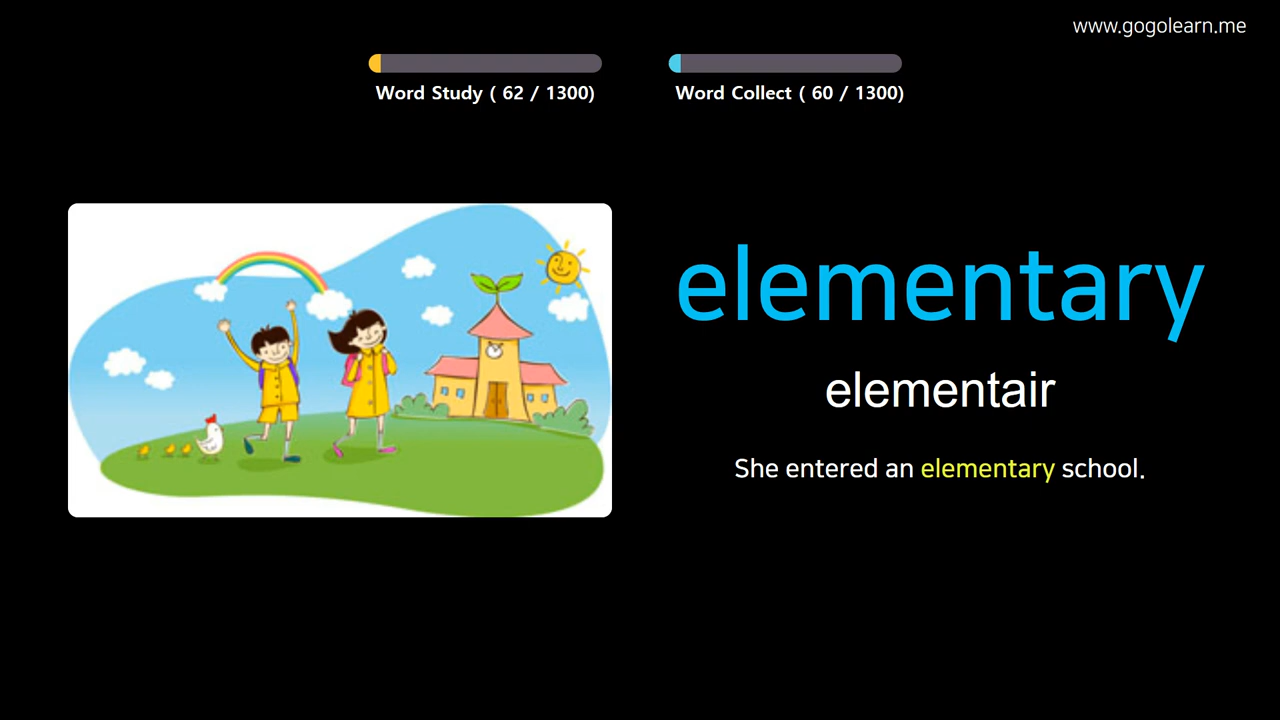 www.gogolearn.me
Word Study ( 62 / 1300)
Word Collect ( 60 / 1300)
elementary
elementair
She entered an elementary school.